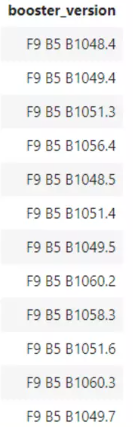 booster_version
F9 B5 B1048.4
F9 B5 B1049.4
F9 B5 B1051.3
F9 B5 B1056.4
F9 B5 B1048.5
F9 B5 B1051.4
F9 B5 B1049.5
F9 B5 B1060.2
F9 B5 B1058.3
F9 B5 B1051.6
F9 B5 B1060.3
F9 B5 B1049.7